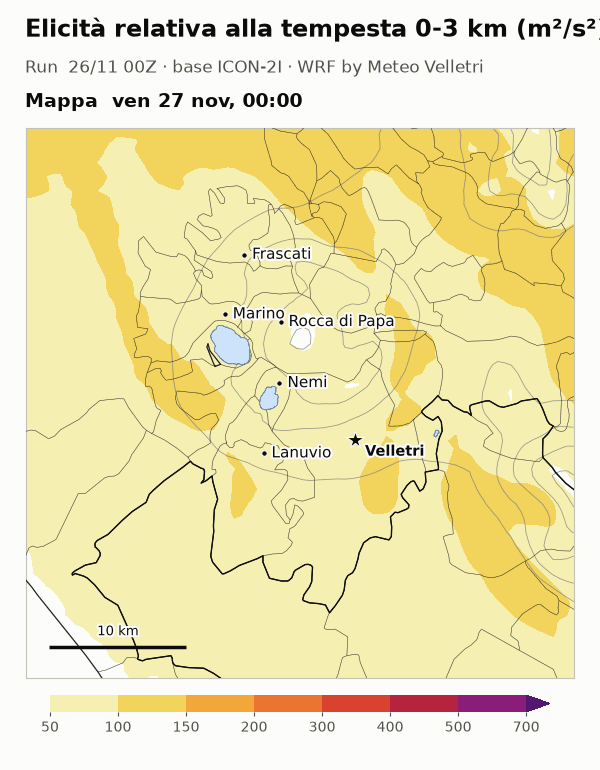 Elicità relativa alla tempesta 0-3 km (m²/s²)
Run 26/11 00Z · base ICON-2I · WRF by Meteo Velletri
Mappa ven 27 nov, 00:00
Frascati
Marino
Rocca di Papa
Nemi
Velletri
Lanuvio
10 km
50 100 150 200 300 400 500 700